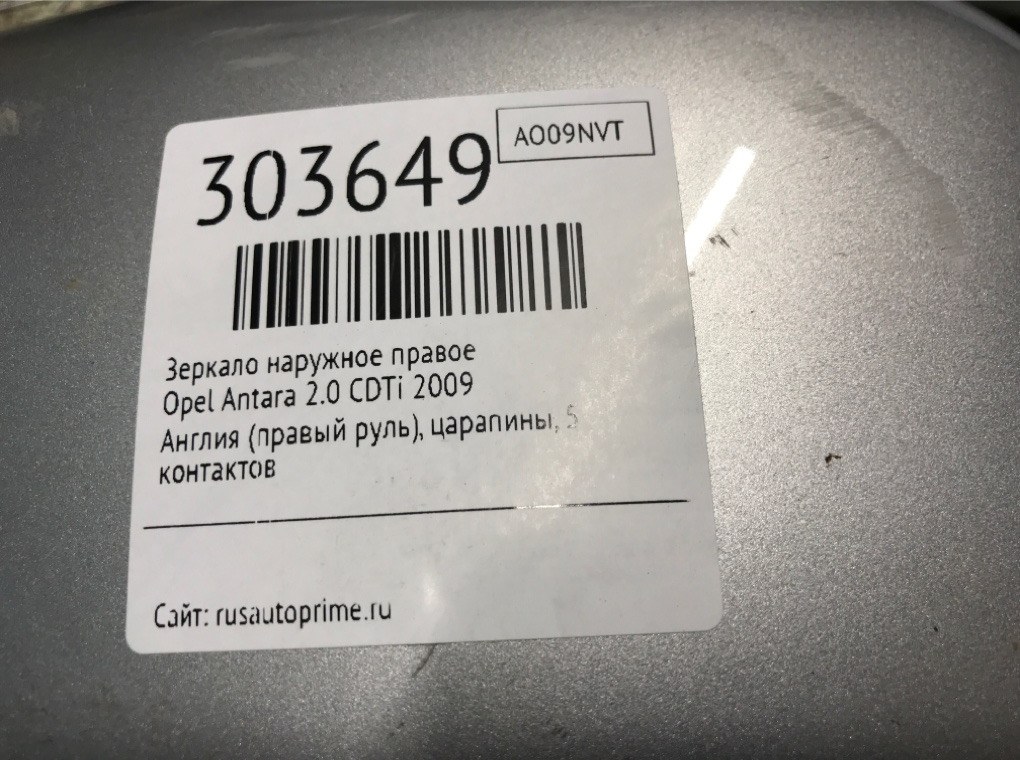 303649
AO09NVT
Зеркало наружное правое
Opel Antara 2.0 CDTi 2009
Англия (правый руль), царапины, 5
контактов
Сайт: rusautoprime.ru